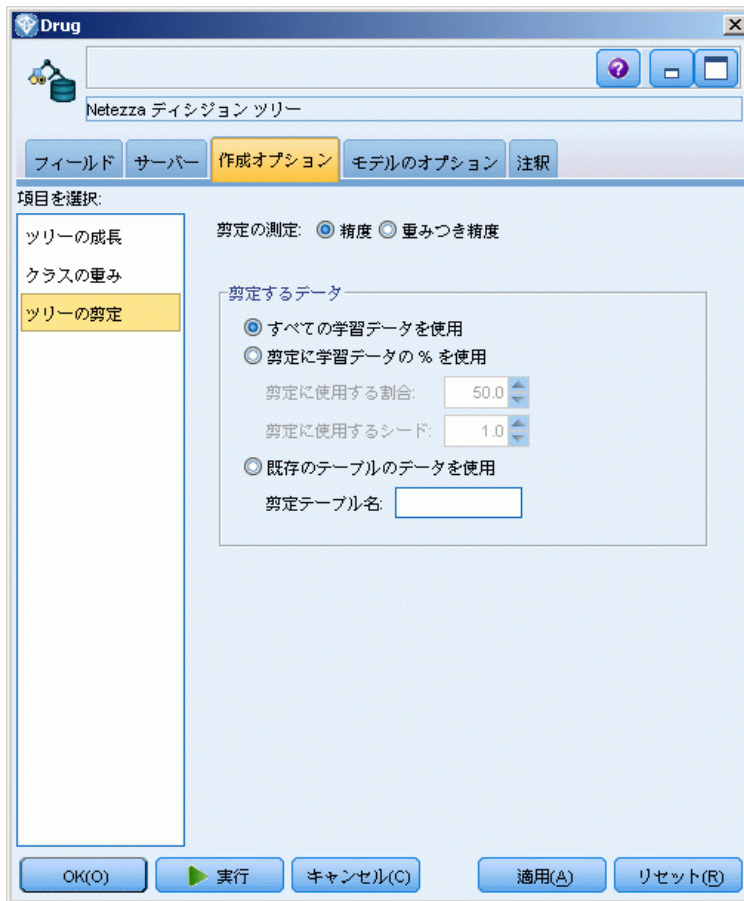 Drug
Netezza ディシジョン ツリー
フィールド サーバー 作成オプション モデルのオプション 注釈
項目を選択:
ツリーの成長
クラスの重み
ツリーの剪定
剪定の測定: 精度 重みつき精度
剪定するデータ
すべての学習データを使用
剪定に学習データの % を使用
剪定に使用する割合: 50.0
剪定に使用するシード: 1.0
既存のテーブルのデータを使用
剪定テーブル名:
OK(O) 実行 キャンセル(C) 適用(A) リセット(R)